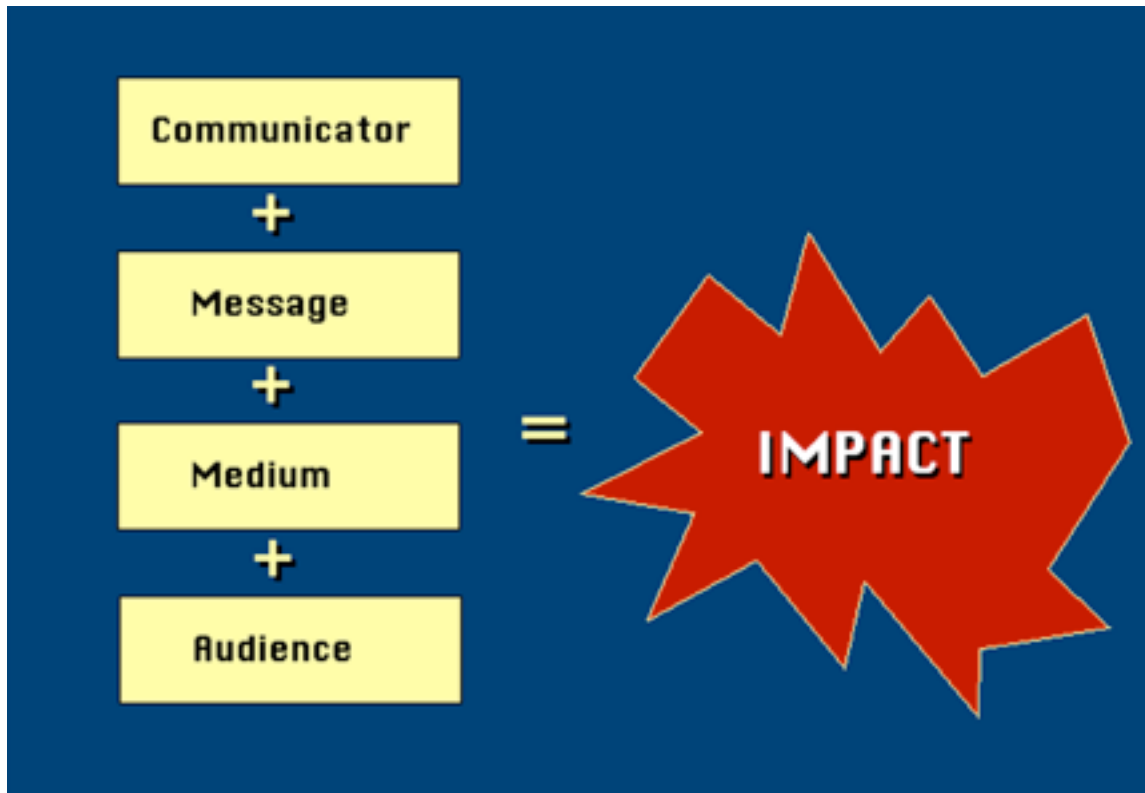 Communicator
+
Message
+
Medium
+
Audience
=
IMPACT